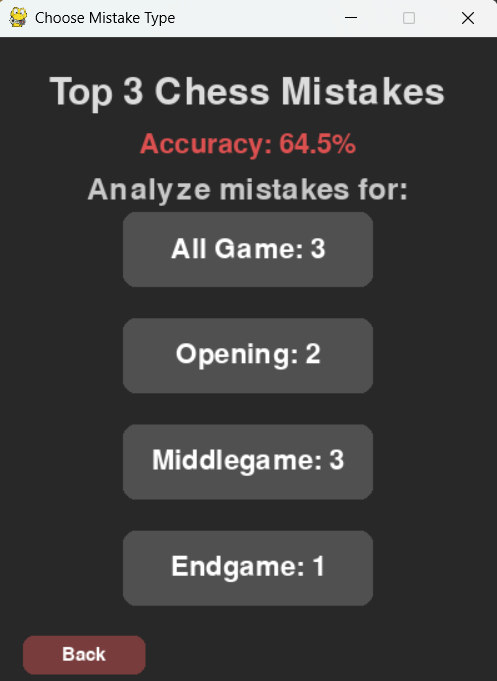 Choose Mistake Type
Top 3 Chess Mistakes
Accuracy: 64.5%
Analyze mistakes for:
All Game: 3
Opening: 2
Middlegame: 3
Endgame: 1
Back